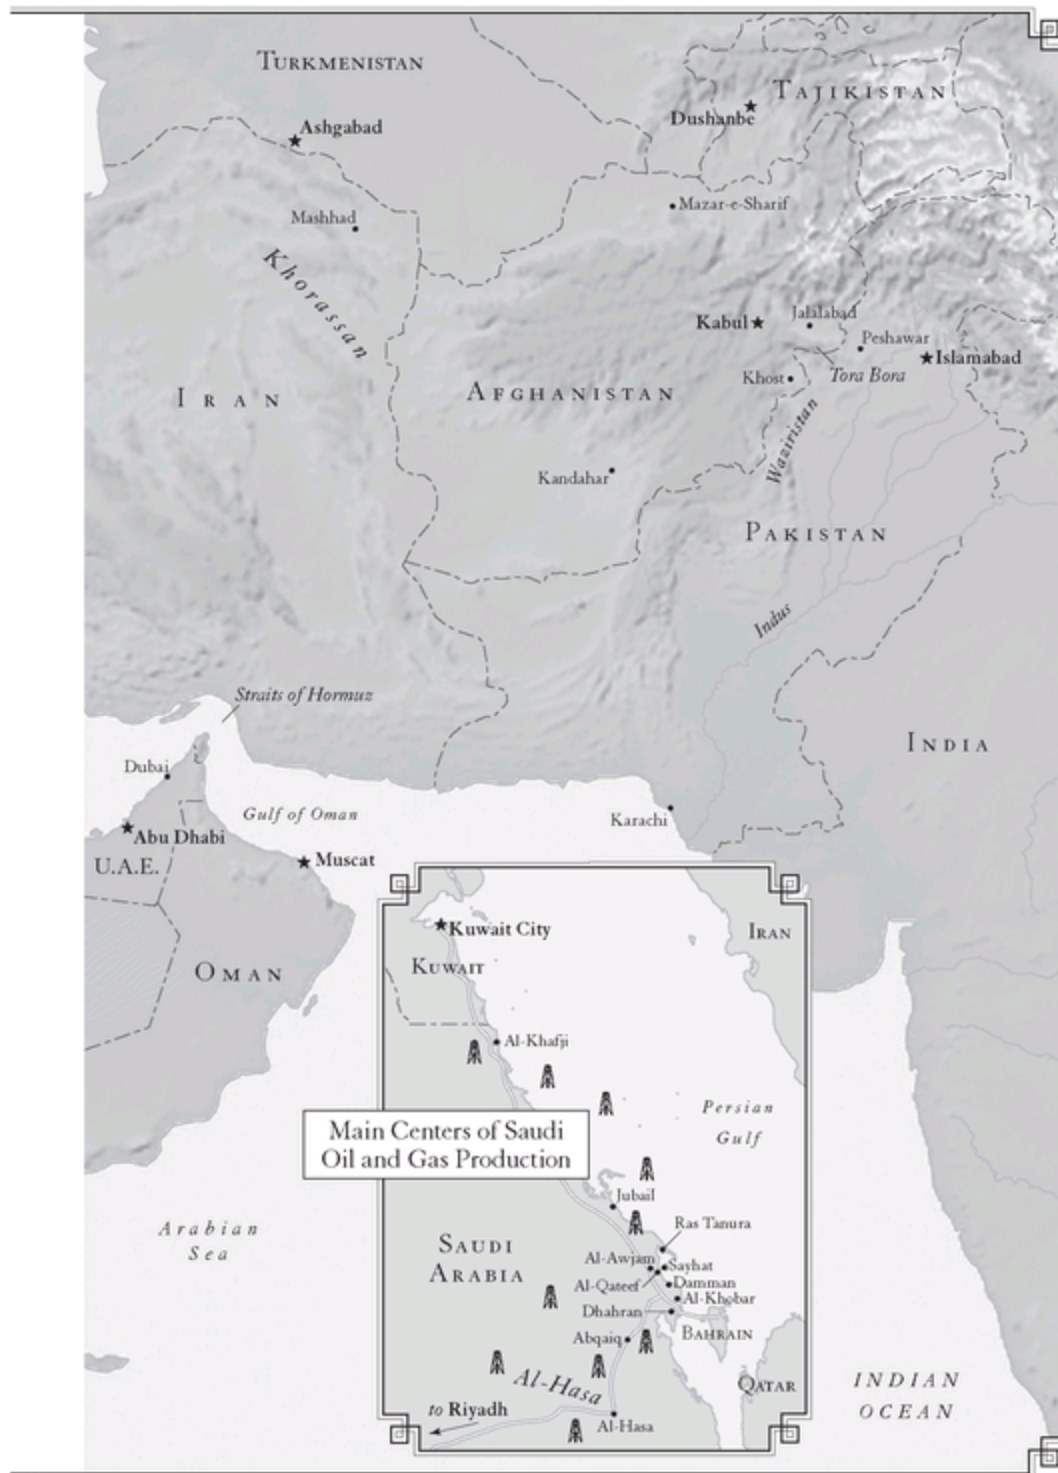 TURKMENISTAN
TAJIKISTAN
Dushanbe
Ashgabad
Mazar-e-Sharif
Mashhad
Khorassan
Kabul
Jalalabad
Peshawar
Islamabad
Khost
Tora Bora
IRAN
AFGHANISTAN
Waziristan
Kandahar
PAKISTAN
Indus
Straits of Hormuz
INDIA
Dubai
Gulf of Oman
Karachi
Abu Dhabi
U.A.E.
Muscat
Kuwait City
IRAN
KUWAIT
OMAN
Al-Khafji
Persian
Gulf
Main Centers of Saudi
Oil and Gas Production
Jubail
Ras Tanura
Arabian
Sea
SAUDI
ARABIA
Al-Awjam
Sayhat
Al-Qateef
Damman
Al-Khobar
Dhahran
Abqaiq
BAHRAIN
Al-Hasa
QATAR
INDIAN
OCEAN
to Riyadh
Al-Hasa